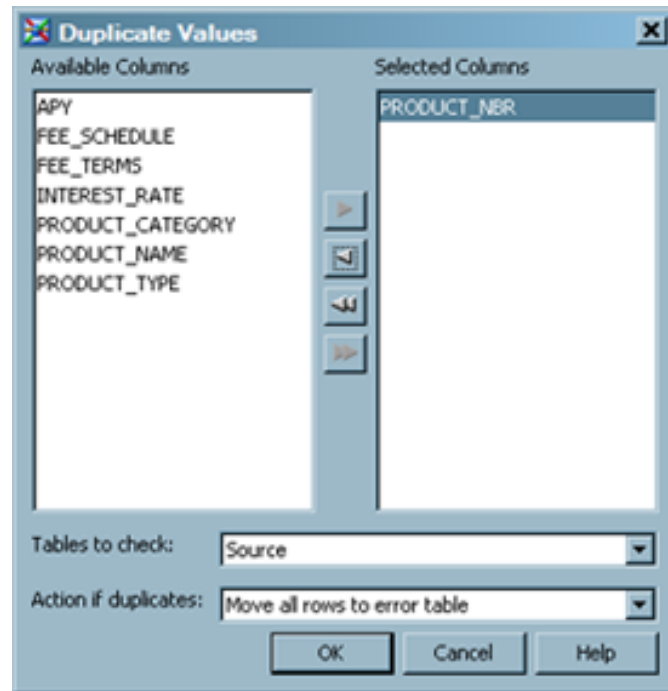 Duplicate Values
Available Columns
Selected Columns
APY
FEE_SCHEDULE
FEE_TERMS
INTEREST_RATE
PRODUCT_CATEGORY
PRODUCT_NAME
PRODUCT_TYPE
PRODUCT_NBR
Tables to check: Source
Action if duplicates: Move all rows to error table
OK Cancel Help